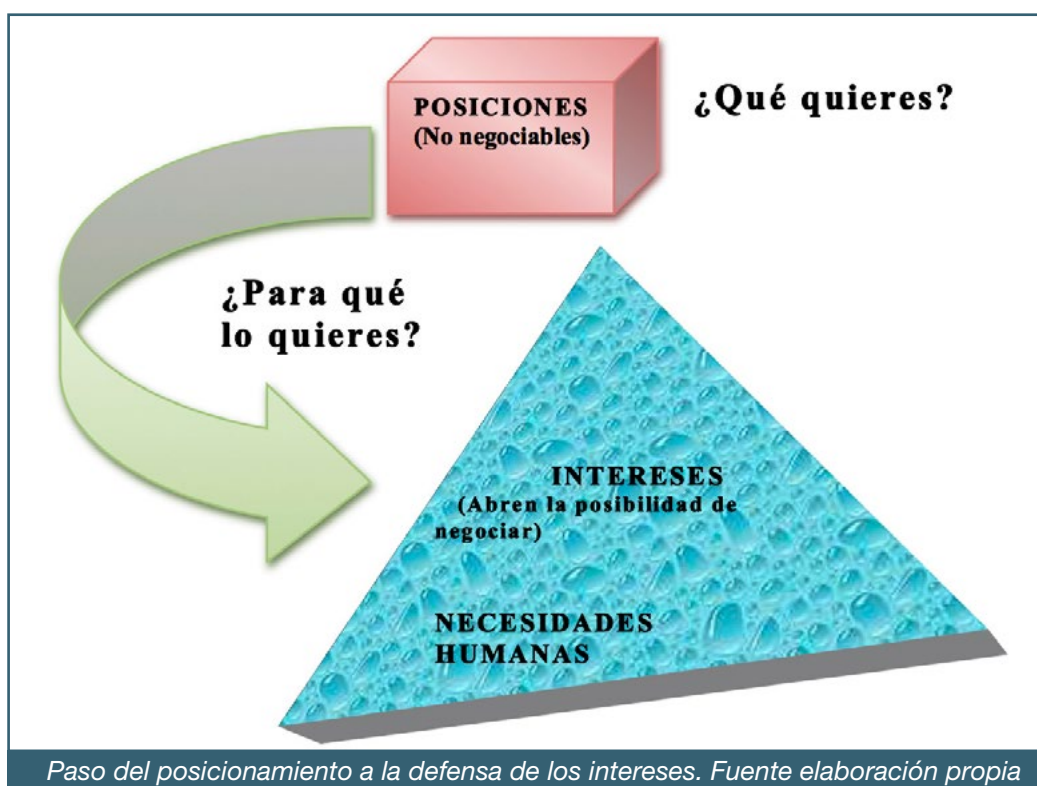 POSICIONES
(No negociables)
¿Qué quieres?
¿Para qué
lo quieres?
INTERESES
(Abren la posibilidad de
negociar)
NECESIDADES
HUMANAS
Paso del posicionamiento a la defensa de los intereses. Fuente elaboración propia